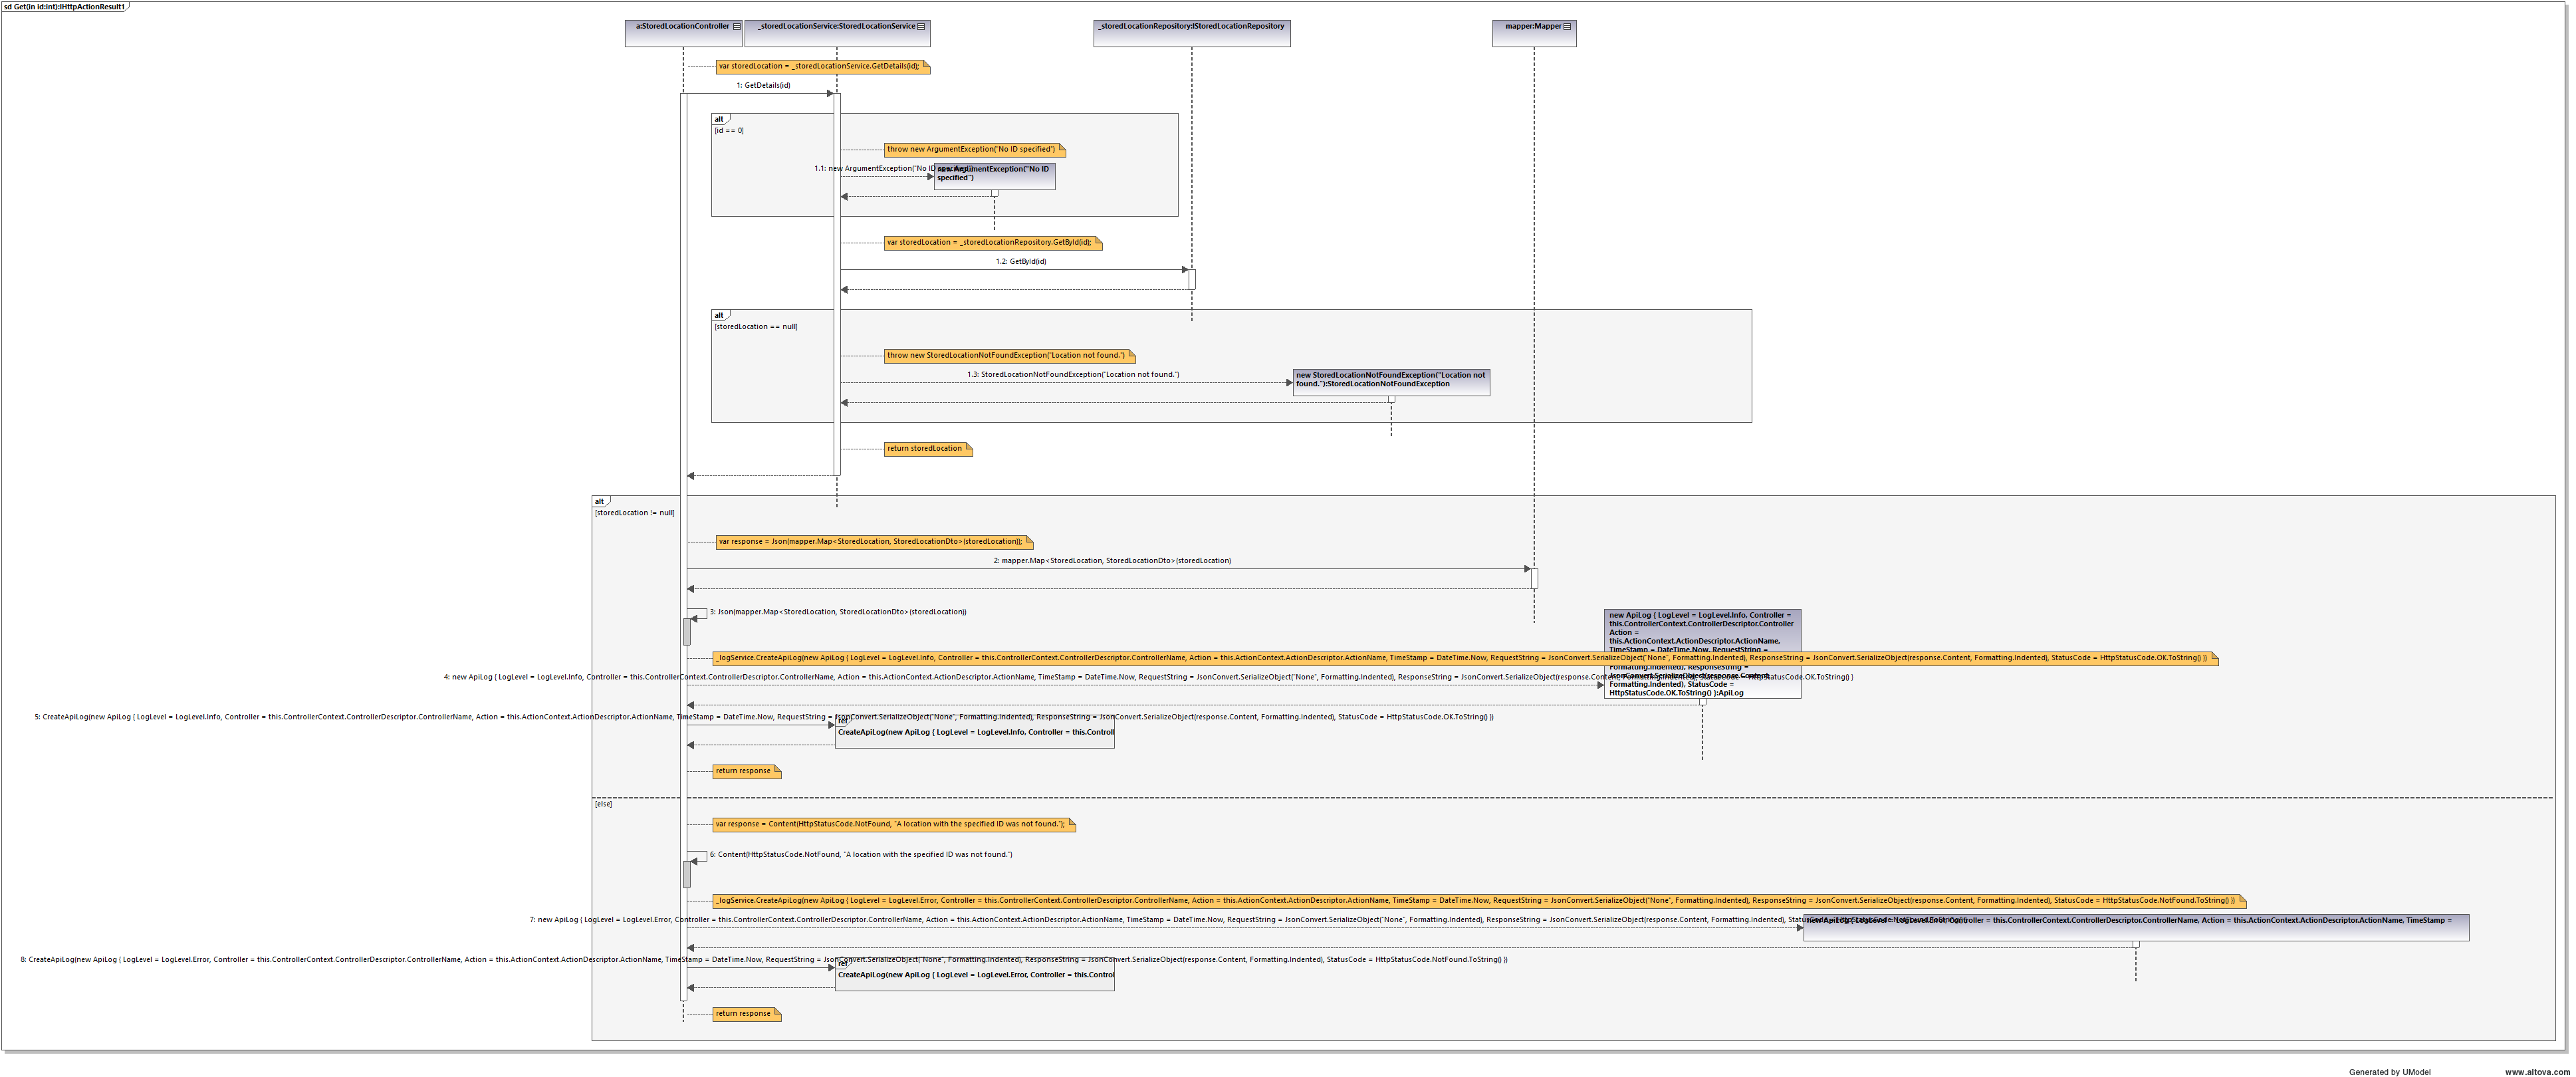 sd Get(in id:int):IHttpActionResult1
a:StoredLocationController
_storedLocationService:StoredLocationService
_storedLocationRepository:IStoredLocationRepository
mapper:Mapper
var storedLocation = _storedLocationService.GetDetails(id);
1: GetDetails(id)
alt
[id == 0]
throw new ArgumentException("No ID specified")
1.1: new ArgumentException("No ID specified")
new ArgumentException("No ID
specified")
var storedLocation = _storedLocationRepository.GetById(id);
1.2: GetById(id)
alt
[storedLocation == null]
throw new StoredLocationNotFoundException("Location not found.")
1.3: StoredLocationNotFoundException("Location not found.")
new StoredLocationNotFoundException("Location not
found."):StoredLocationNotFoundException
return storedLocation
alt
[storedLocation != null]
var response = Json(mapper.Map<StoredLocation, StoredLocationDto>(storedLocation));
2: mapper.Map<StoredLocation, StoredLocationDto>(storedLocation)
3: Json(mapper.Map<StoredLocation, StoredLocationDto>(storedLocation))
new ApiLog { LogLevel = LogLevel.Info, Controller =
this.ControllerContext.ControllerDescriptor.Controller
Action =
this.ActionContext.ActionDescriptor.ActionName,
TimeStamp = DateTime.Now, RequestString =
_logService.CreateApiLog(new ApiLog { LogLevel = LogLevel.Info, Controller = this.ControllerContext.ControllerDescriptor.ControllerName, Action = this.ActionContext.ActionDescriptor.ActionName, TimeStamp = DateTime.Now, RequestString = JsonConvert.SerializeObject("None", Formatting.Indented), ResponseString = JsonConvert.SerializeObject(response.Content, Formatting.Indented), StatusCode = HttpStatusCode.OK.ToString() })
Formatting.Indented), ResponseString =
JsonConvert.SerializeObject(response.Content,
4: new ApiLog { LogLevel = LogLevel.Info, Controller = this.ControllerContext.ControllerDescriptor.ControllerName, Action = this.ActionContext.ActionDescriptor.ActionName, TimeStamp = DateTime.Now, RequestString = JsonConvert.SerializeObject("None", Formatting.Indented), ResponseString = JsonConvert.SerializeObject(response.Content, Formatting.Indented), StatusCode = HttpStatusCode.OK.ToString() }
Formatting.Indented), StatusCode =
HttpStatusCode.OK.ToString() }:ApiLog
5: CreateApiLog(new ApiLog { LogLevel = LogLevel.Info, Controller = this.ControllerContext.ControllerDescriptor.ControllerName, Action = this.ActionContext.ActionDescriptor.ActionName, TimeStamp = DateTime.Now, RequestString = JsonConvert.SerializeObject("None", Formatting.Indented), ResponseString = JsonConvert.SerializeObject(response.Content, Formatting.Indented), StatusCode = HttpStatusCode.OK.ToString() })
ref
CreateApiLog(new ApiLog { LogLevel = LogLevel.Info, Controller = this.Controll
return response
[else]
var response = Content(HttpStatusCode.NotFound, "A location with the specified ID was not found.");
6: Content(HttpStatusCode.NotFound, "A location with the specified ID was not found.")
_logService.CreateApiLog(new ApiLog { LogLevel = LogLevel.Error, Controller = this.ControllerContext.ControllerDescriptor.ControllerName, Action = this.ActionContext.ActionDescriptor.ActionName, TimeStamp = DateTime.Now, RequestString = JsonConvert.SerializeObject("None", Formatting.Indented), ResponseString = JsonConvert.SerializeObject(response.Content, Formatting.Indented), StatusCode = HttpStatusCode.NotFound.ToString() })
7: new ApiLog { LogLevel = LogLevel.Error, Controller = this.ControllerContext.ControllerDescriptor.ControllerName, Action = this.ActionContext.ActionDescriptor.ActionName, TimeStamp = DateTime.Now, RequestString = JsonConvert.SerializeObject("None", Formatting.Indented), ResponseString = JsonConvert.SerializeObject(response.Content, Formatting.Indented), StatusCode = HttpStatusCode.NotFound.ToString() }
new ApiLog { LogLevel = LogLevel.Error, Controller = this.ControllerContext.ControllerDescriptor.ControllerName, Action = this.ActionContext.ActionDescriptor.ActionName, TimeStamp =
8: CreateApiLog(new ApiLog { LogLevel = LogLevel.Error, Controller = this.ControllerContext.ControllerDescriptor.ControllerName, Action = this.ActionContext.ActionDescriptor.ActionName, TimeStamp = DateTime.Now, RequestString = JsonConvert.SerializeObject("None", Formatting.Indented), ResponseString = JsonConvert.SerializeObject(response.Content, Formatting.Indented), StatusCode = HttpStatusCode.NotFound.ToString() })
ref
CreateApiLog(new ApiLog { LogLevel = LogLevel.Error, Controller = this.Control
return response
Generated by UModel
www.altova.com